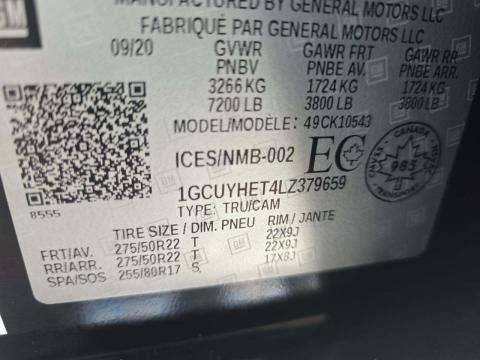 MANUFACTURED BY GENERAL MOTORS LLC
FABRIQUÉ PAR GENERAL MOTORS LLC
GM
09/20 GVWR GAWR FRT GAWR RR
PNBV PNBE AV. PNBE ARR.
3266 KG 1724 KG 1724 KG
7200 LB 3800 LB 3800 LB
MODEL/MODÈLE: 49CK10543
ICES/NMB-002 EC CANADA 985
1GCUYHET4LZ379659
8555
TYPE: TRU/CAM
TIRE SIZE / DIM. PNEU RIM / JANTE
FRT/AV. 275/50R22 T 22X9J
RR/ARR. 275/50R22 T 22X9J
SPA/SOS 255/80R17 S 17X8J